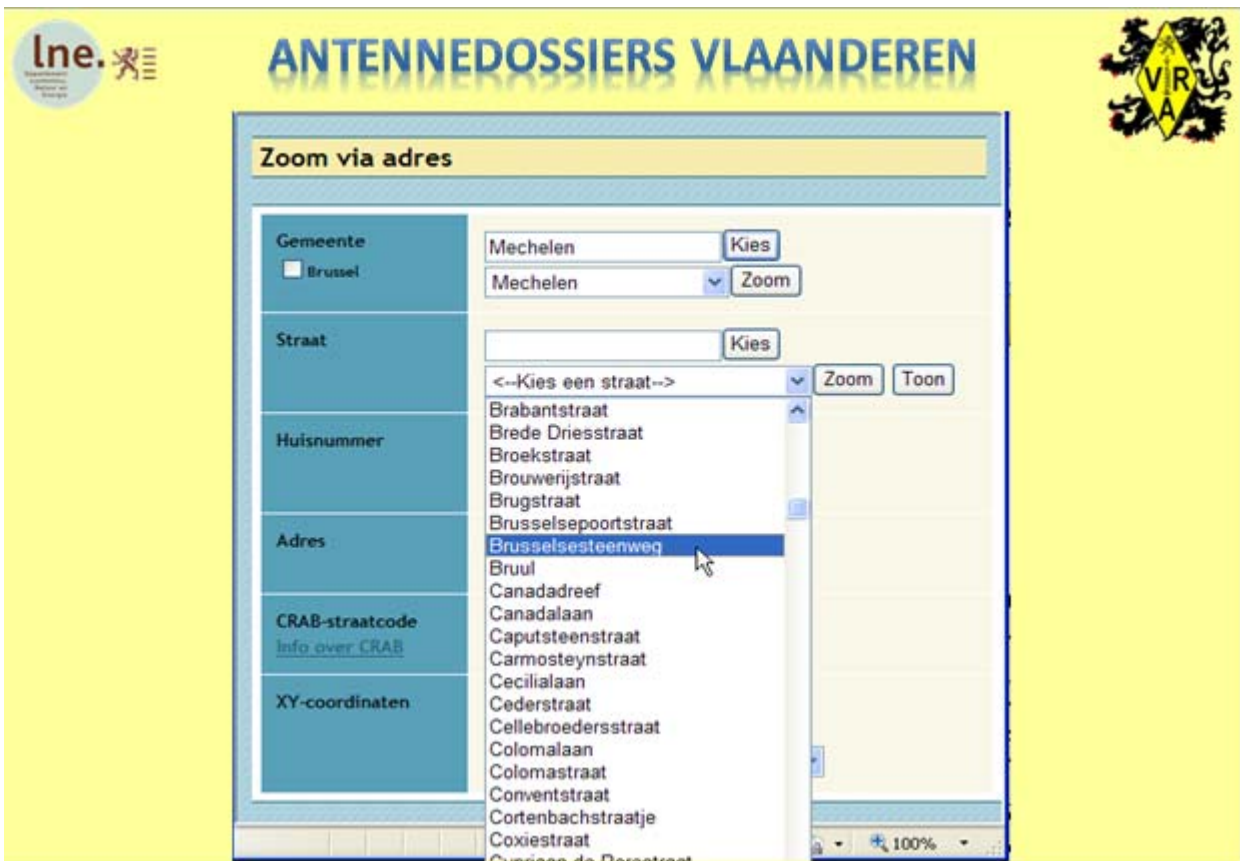 lne.
ANTENNEDOSSIERS VLAANDEREN
VRA
Zoom via adres
Gemeente
Mechelen Kies
Brussel
Mechelen Zoom
Straat
Kies
<--Kies een straat--> Zoom Toon
Brabantstraat
Brede Driesstraat
Huisnummer
Broekstraat
Brouwerijstraat
Brugstraat
Brusselsepoortstraat
Adres
Brusselsesteenweg
Bruul
Canadadreef
Canadalaan
CRAB-straatcode
Caputsteenstraat
Info over CRAB
Carmosteynstraat
Cecilialaan
XY-coordinaten
Cederstraat
Cellebroedersstraat
Colomalaan
Colomastraat
Conventstraat
Cortenbachstraatje
Coxiestraat
100%